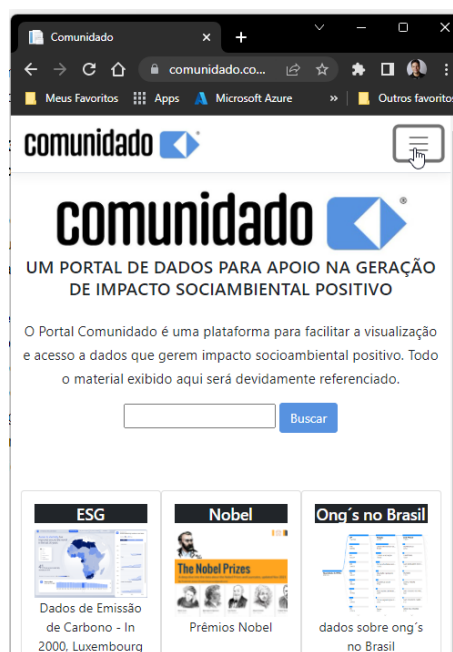 Comunidado
comunidado.co...
Meus Favoritos
Apps
Microsoft Azure
»
Outros favoritos
comunidado
comunidado
®
UM PORTAL DE DADOS PARA APOIO NA GERAÇÃO
DE IMPACTO SOCIAMBIENTAL POSITIVO
O Portal Comunidado é uma plataforma para facilitar a visualização
e acesso a dados que gerem impacto socioambiental positivo. Todo
o material exibido aqui será devidamente referenciado.
Buscar
ESG
Dados de Emissão
de Carbono - In
2000, Luxembourg
Nobel
The Nobel Prizes
Prêmios Nobel
Ong´s no Brasil
dados sobre ong´s
no Brasil